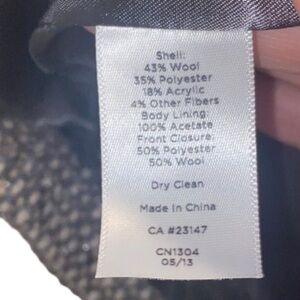 Shell:
43% Wool
35% Polyester
18% Acrylic
4% Other Fibers
Body Lining:
100% Acetate
Front Closure:
50% Polyester
50% Wool
Dry Clean
Made in China
CA #23147
CN1304
05/13